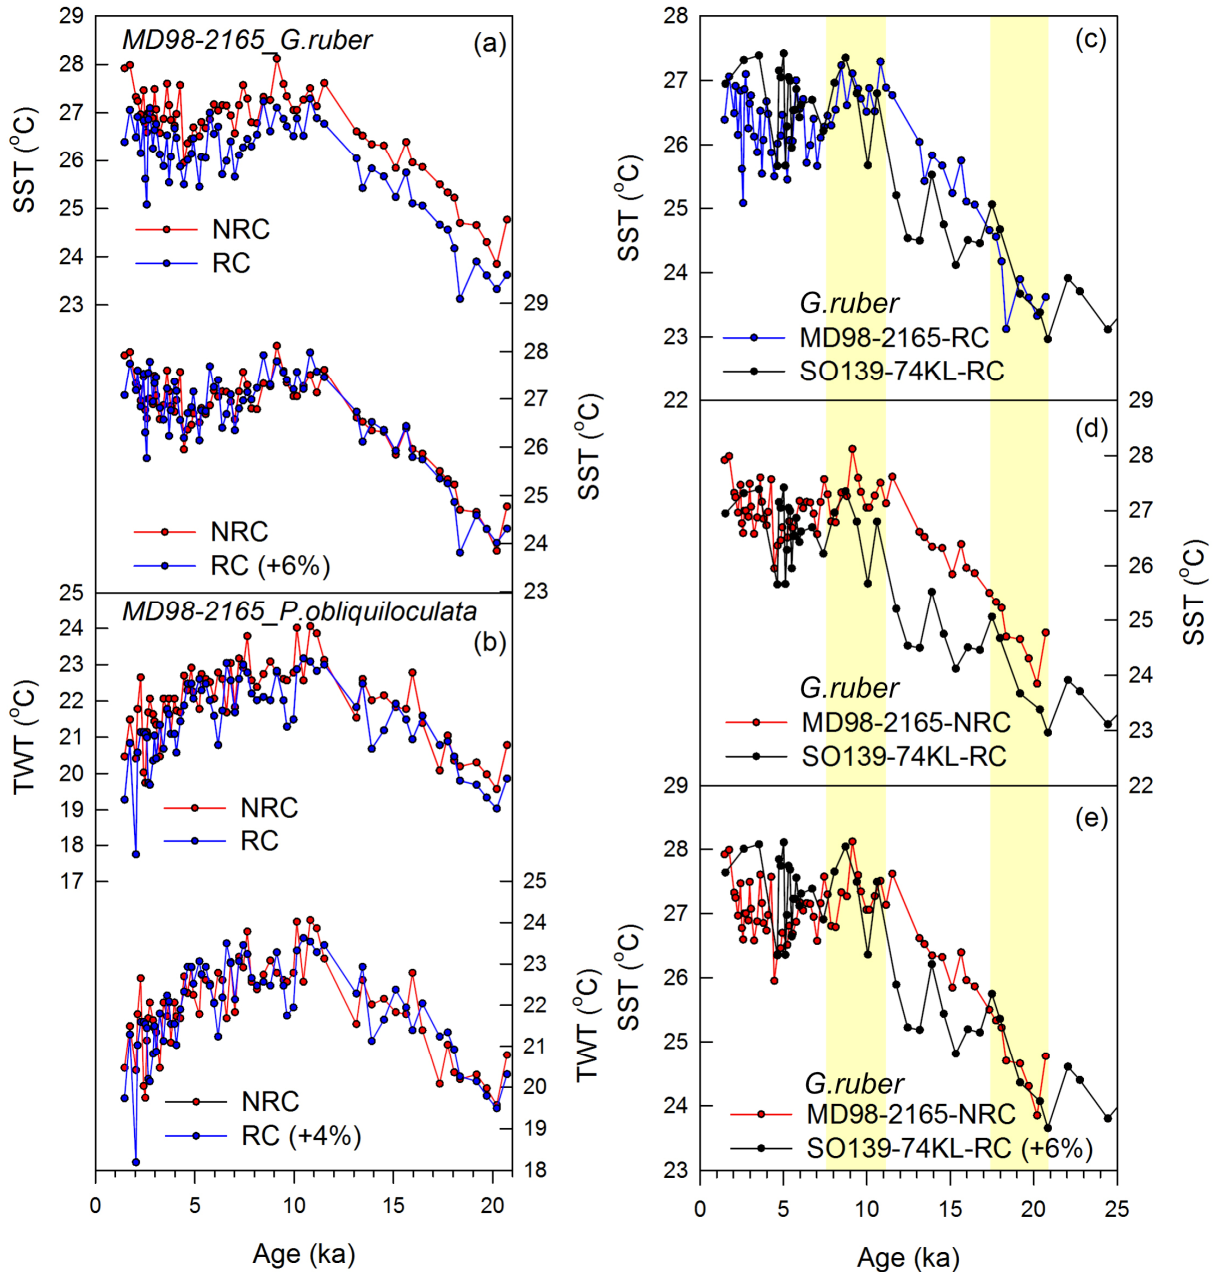 29
28
27
26
25
24
23
SST (°C)
MD98-2165_G.ruber
(a)
NRC
RC
29
28
27
26
25
24
23
SST (°C)
NRC
RC (+6%)
25
24
23
22
21
20
19
18
17
TWT (°C)
MD98-2165_P.obliquiloculata
(b)
NRC
RC
25
24
23
22
21
20
19
18
TWT (°C)
NRC
RC (+4%)
0
5
10
15
20
Age (ka)
28
27
26
25
24
23
22
SST (°C)
(c)
G.ruber
MD98-2165-RC
SO139-74KL-RC
29
28
27
26
25
24
23
22
SST (°C)
(d)
G.ruber
MD98-2165-NRC
SO139-74KL-RC
29
28
27
26
25
24
23
SST (°C)
(e)
G.ruber
MD98-2165-NRC
SO139-74KL-RC (+6%)
0
5
10
15
20
25
Age (ka)